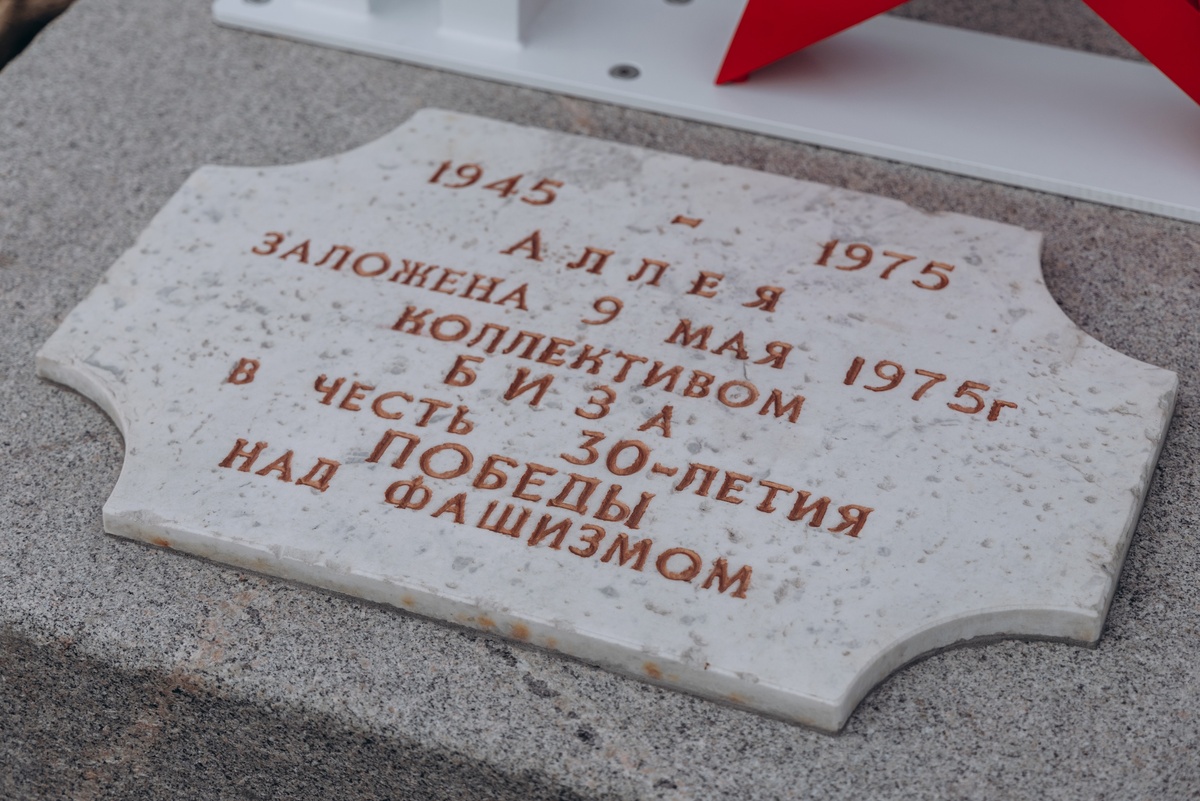 1945 - 1975
АЛЛЕЯ
ЗАЛОЖЕНА 9 МАЯ 1975г
КОЛЛЕКТИВОМ
БИЗА
В ЧЕСТЬ 30-ЛЕТИЯ
ПОБЕДЫ
НАД ФАШИЗМОМ